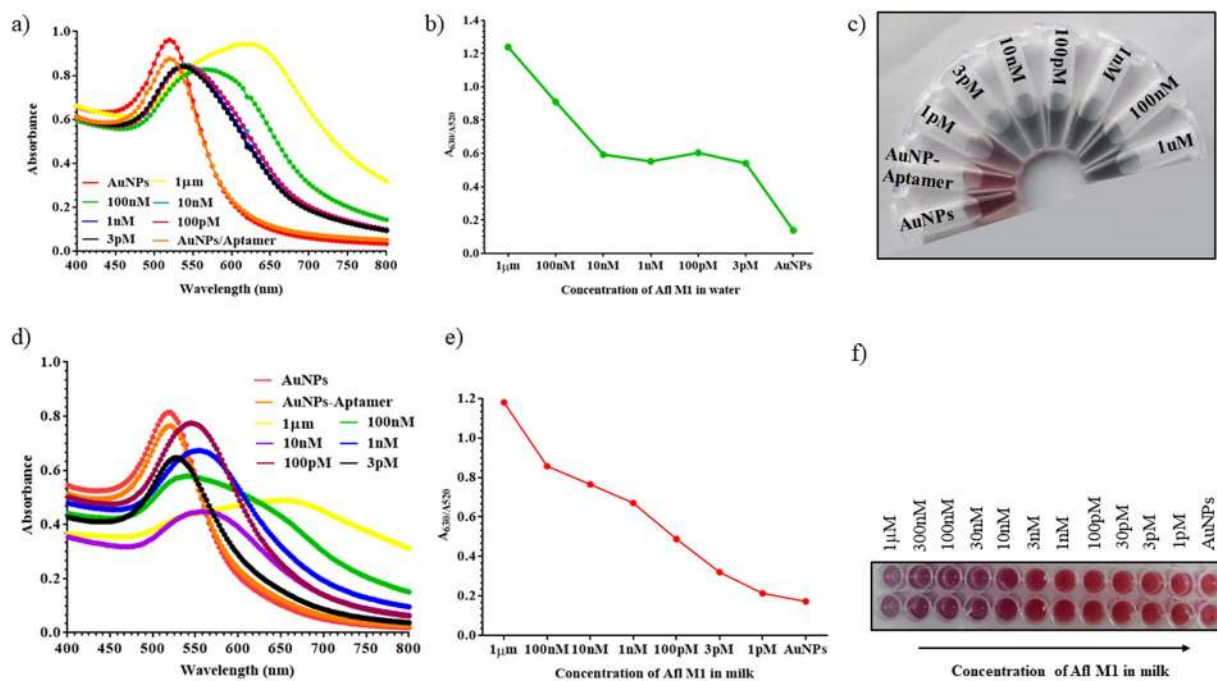 a)
1.0
0.8
0.6
0.4
0.2
0.0
Absorbance
400 450 500 550 600 650 700 750 800
Wavelength (nm)
AuNPs 1μm
100nM 10nM
1nM 100pM
3pM AuNPs/Aptamer
b)
1.4
1.2
1.0
0.8
0.6
0.4
0.2
0.0
A630/A520
1μm 100nM 10nM 1nM 100pM 3pM AuNPs
Concentration of Afl M1 in water
c)
AuNPs
AuNP-
Aptamer
1pM
3pM
10nM
100pM
1nM
100nM
1uM
d)
1.0
0.8
0.6
0.4
0.2
0.0
Absorbance
400 450 500 550 600 650 700 750 800
Wavelength (nm)
AuNPs
AuNPs-Aptamer
1μm 100nM
10nM 1nM
100pM 3pM
e)
1.2
1.0
0.8
0.6
0.4
0.2
0.0
A630/A520
1μm 100nM 10nM 1nM 100pM 3pM 1pM AuNPs
Concentration of Afl M1 in milk
f)
1μM
300nM
100nM
30nM
10nM
3nM
1nM
100pM
30pM
3pM
1pM
AuNPs
Concentration of Afl M1 in milk